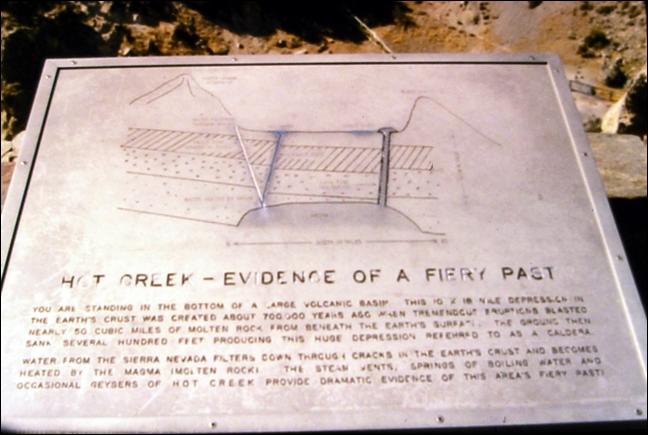 HOT CREEK - EVIDENCE OF A FIERY PAST
YOU ARE STANDING IN THE BOTTOM OF A LARGE VOLCANIC BASIN. THIS 10 X 18 MILE DEPRESSION IN
THE EARTH'S CRUST WAS CREATED ABOUT 700,000 YEARS AGO WHEN TREMENDOUS ERUPTIONS BLASTED
NEARLY 50 CUBIC MILES OF MOLTEN ROCK FROM BENEATH THE EARTH'S SURFACE. THE GROUND THEN
SANK SEVERAL HUNDRED FEET PRODUCING THIS HUGE DEPRESSION REFERRED TO AS A CALDERA.
WATER FROM THE SIERRA NEVADA FILTERS DOWN THROUGH CRACKS IN THE EARTH'S CRUST AND BECOMES
HEATED BY THE MAGMA (MOLTEN ROCK). THE STEAM VENTS, SPRINGS OF BOILING WATER AND
OCCASIONAL GEYSERS OF HOT CREEK PROVIDE DRAMATIC EVIDENCE OF THIS AREA'S FIERY PAST!